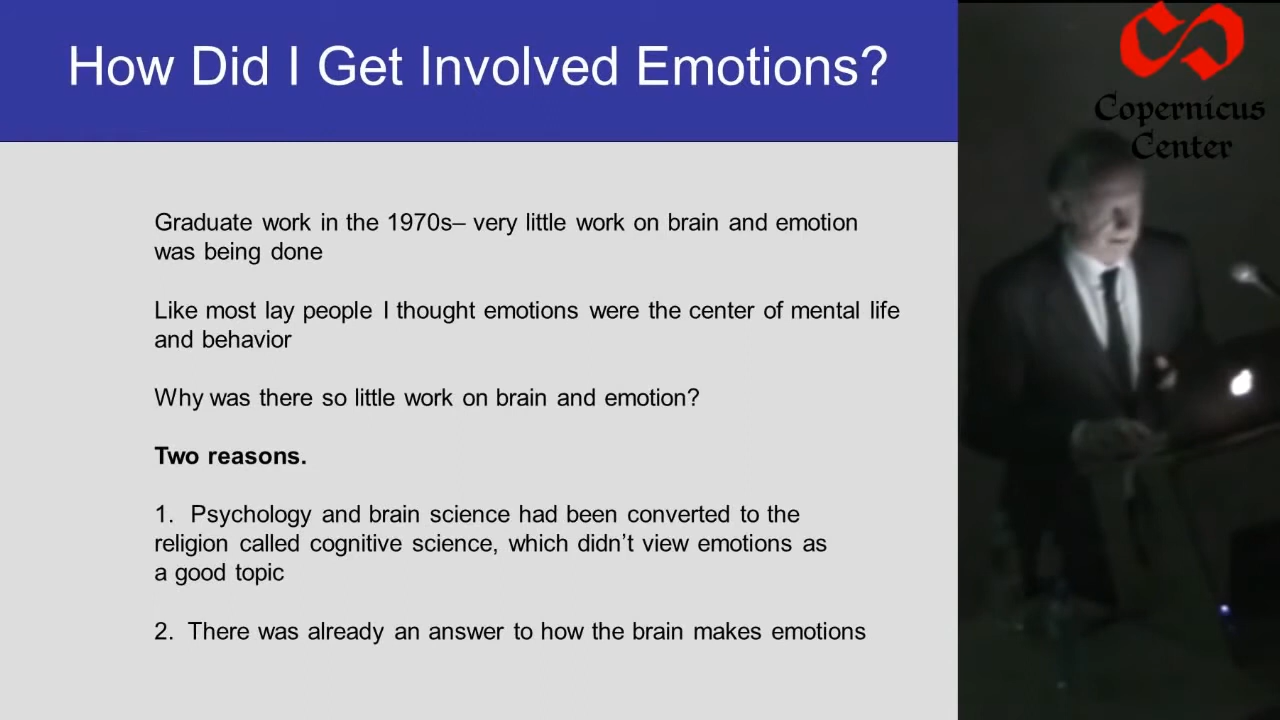 How Did I Get Involved Emotions?
Graduate work in the 1970s– very little work on brain and emotion
was being done
Like most lay people I thought emotions were the center of mental life
and behavior
Why was there so little work on brain and emotion?
Two reasons.
1. Psychology and brain science had been converted to the
religion called cognitive science, which didn’t view emotions as
a good topic
2. There was already an answer to how the brain makes emotions
Copernicus
Center